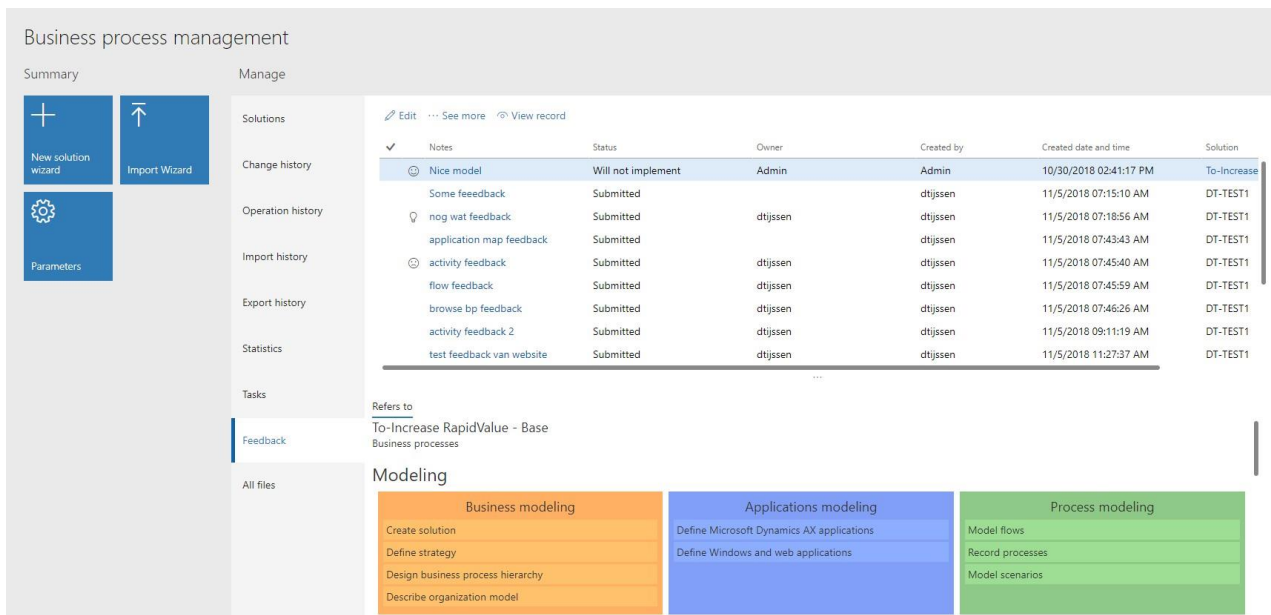 Business process management
Summary
Manage
New solution
wizard
Import Wizard
Parameters
Solutions
Change history
Operation history
Import history
Export history
Statistics
Tasks
Feedback
All files
Edit ··· See more View record
Notes Status Owner Created by Created date and time Solution
Nice model Will not implement Admin Admin 10/30/2018 02:41:17 PM To-Increase
Some feeedback Submitted dtijssen 11/5/2018 07:15:10 AM DT-TEST1
nog wat feedback Submitted dtijssen dtijssen 11/5/2018 07:18:56 AM DT-TEST1
application map feedback Submitted dtijssen 11/5/2018 07:43:43 AM DT-TEST1
activity feedback Submitted dtijssen dtijssen 11/5/2018 07:45:40 AM DT-TEST1
flow feedback Submitted dtijssen dtijssen 11/5/2018 07:45:59 AM DT-TEST1
browse bp feedback Submitted dtijssen dtijssen 11/5/2018 07:46:26 AM DT-TEST1
activity feedback 2 Submitted dtijssen dtijssen 11/5/2018 09:11:19 AM DT-TEST1
test feedback van website Submitted dtijssen dtijssen 11/5/2018 11:27:37 AM DT-TEST1
Refers to
To-Increase RapidValue - Base
Business processes
Modeling
Business modeling
Create solution
Define strategy
Design business process hierarchy
Describe organization model
Applications modeling
Define Microsoft Dynamics AX applications
Define Windows and web applications
Process modeling
Model flows
Record processes
Model scenarios